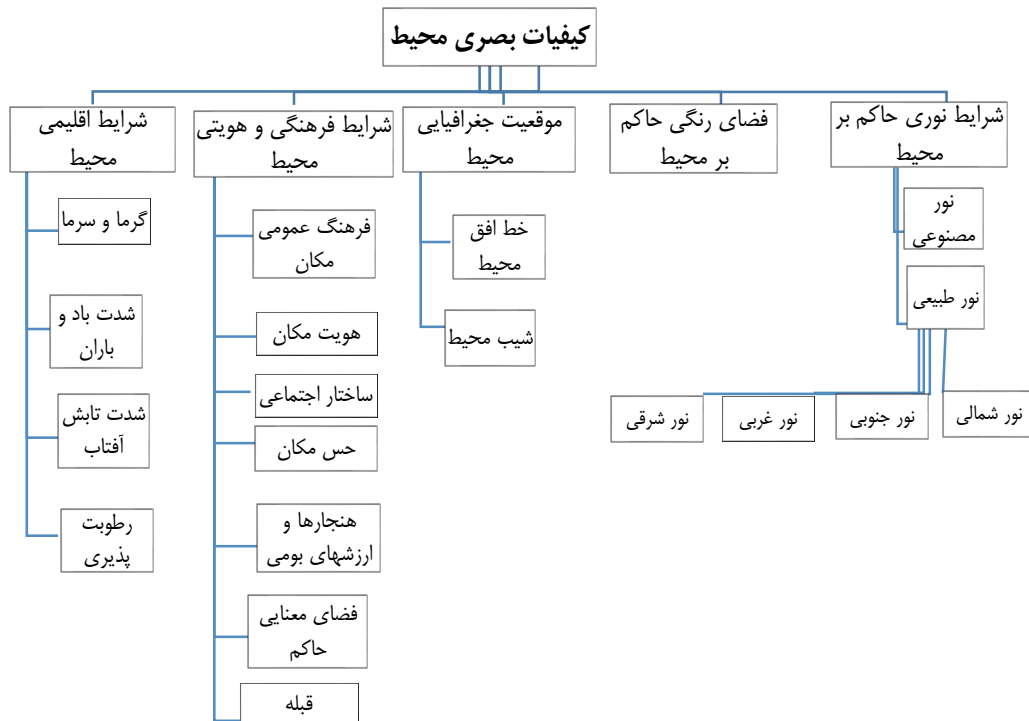 کیفیات بصری محیط
شرایط نوری حاکم بر
محیط
نور
مصنوعی
نور طبیعی
نور شمالی
نور جنوبی
نور غربی
نور شرقی
فضای رنگی حاکم
بر محیط
موقعیت جغرافیایی
محیط
خط افق
محیط
شیب محیط
شرایط فرهنگی و هویتی
محیط
فرهنگ عمومی
مکان
هویت مکان
ساختار اجتماعی
حس مکان
هنجارها و
ارزشهای بومی
فضای معنایی
حاکم
قبله
شرایط اقلیمی
محیط
گرما و سرما
شدت باد و
باران
شدت تابش
آفتاب
رطوبت
پذیری